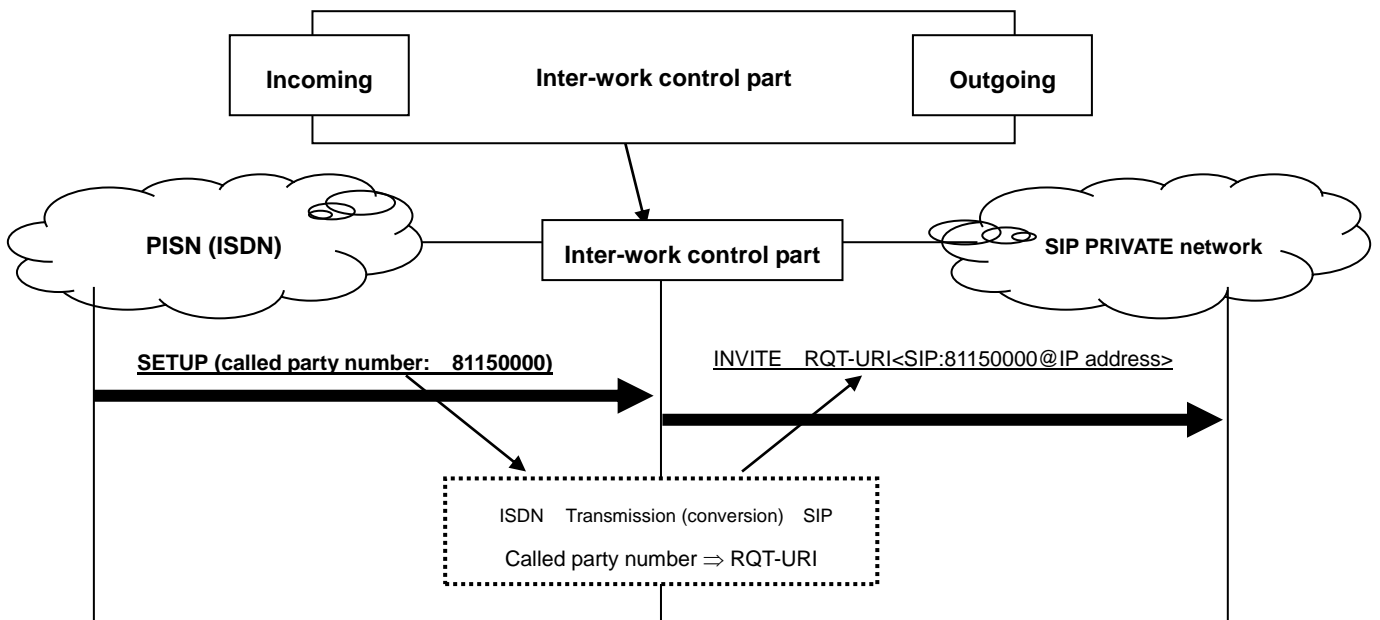 Incoming
Inter-work control part
Outgoing
PISN (ISDN)
Inter-work control part
SIP PRIVATE network
SETUP (called party number: 81150000)
INVITE RQT-URI<SIP:81150000@IP address>
ISDN Transmission (conversion) SIP
Called party number ⇒ RQT-URI